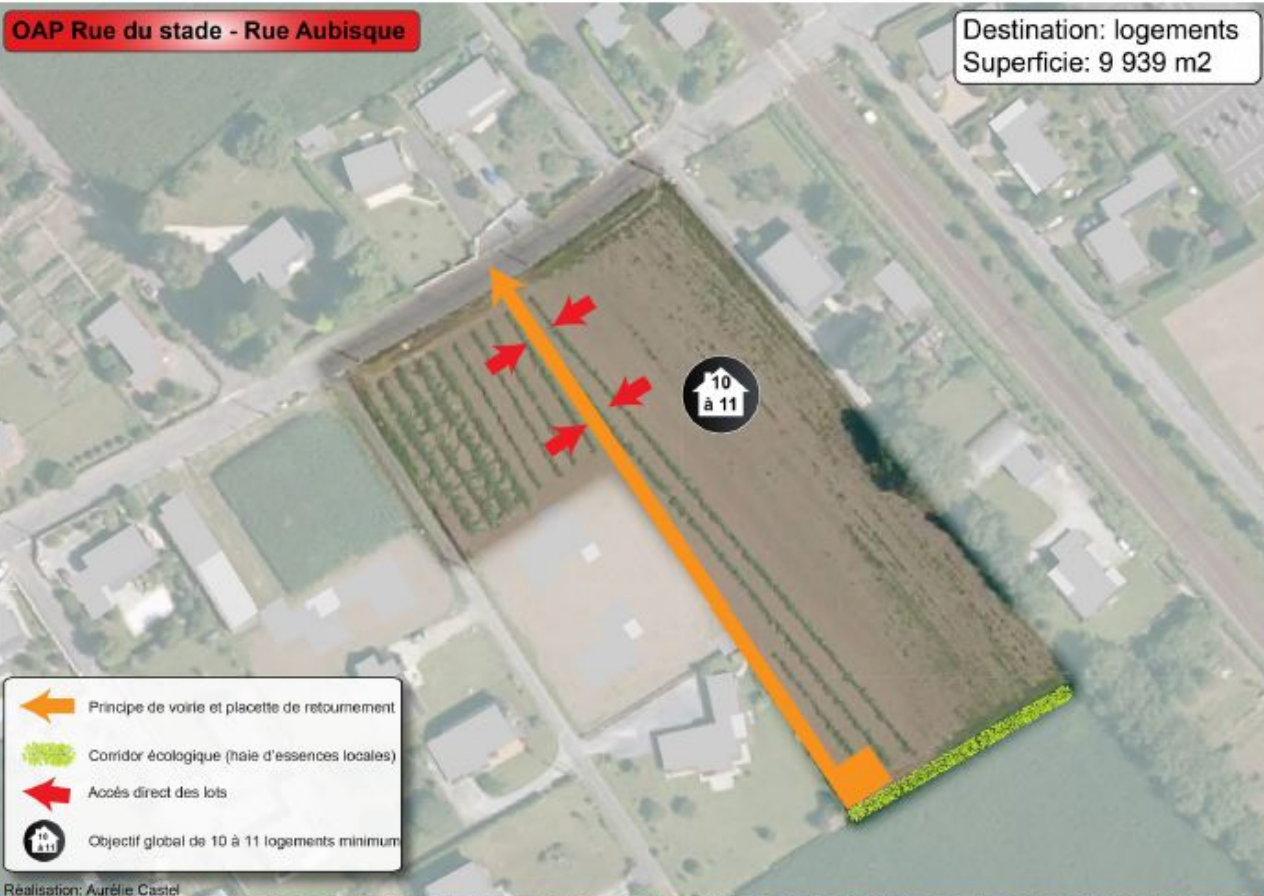 OAP Rue du stade - Rue Aubisque
Destination: logements
Superficie: 9 939 m2
10
à 11
Principe de voirie et placette de retournement
Corridor écologique (haie d'essences locales)
Accès direct des lots
10
à 11
Objectif global de 10 à 11 logements minimum
Réalisation: Aurélie Castel